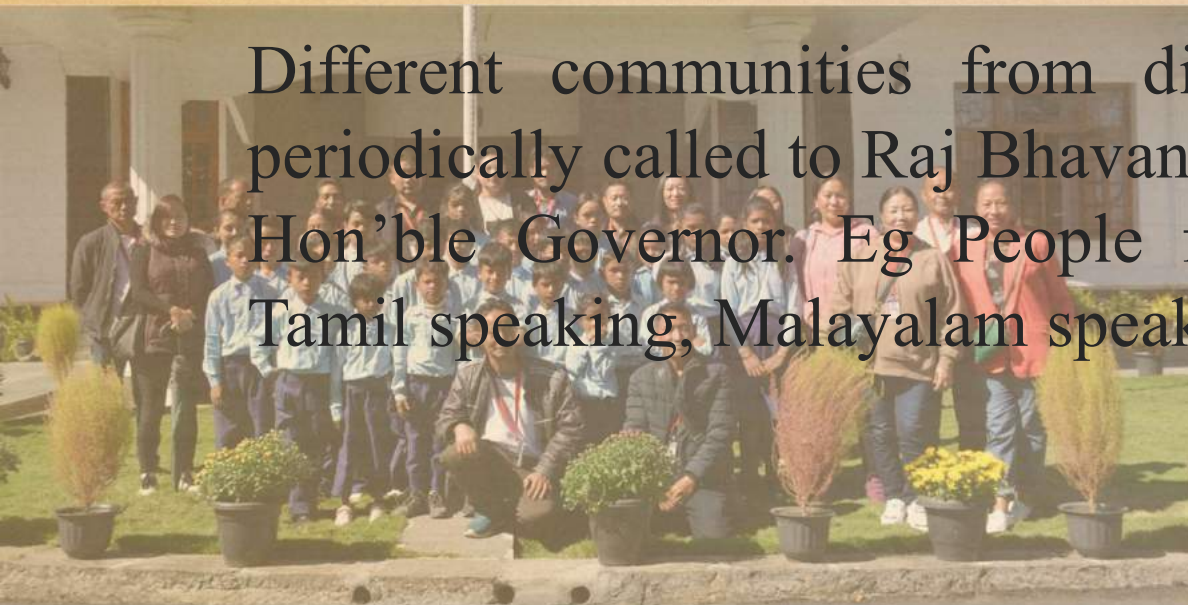 Different communities from
periodically called to Raj Bhavan
Hon’ble Governor. Eg People
Tamil speaking, Malayalam